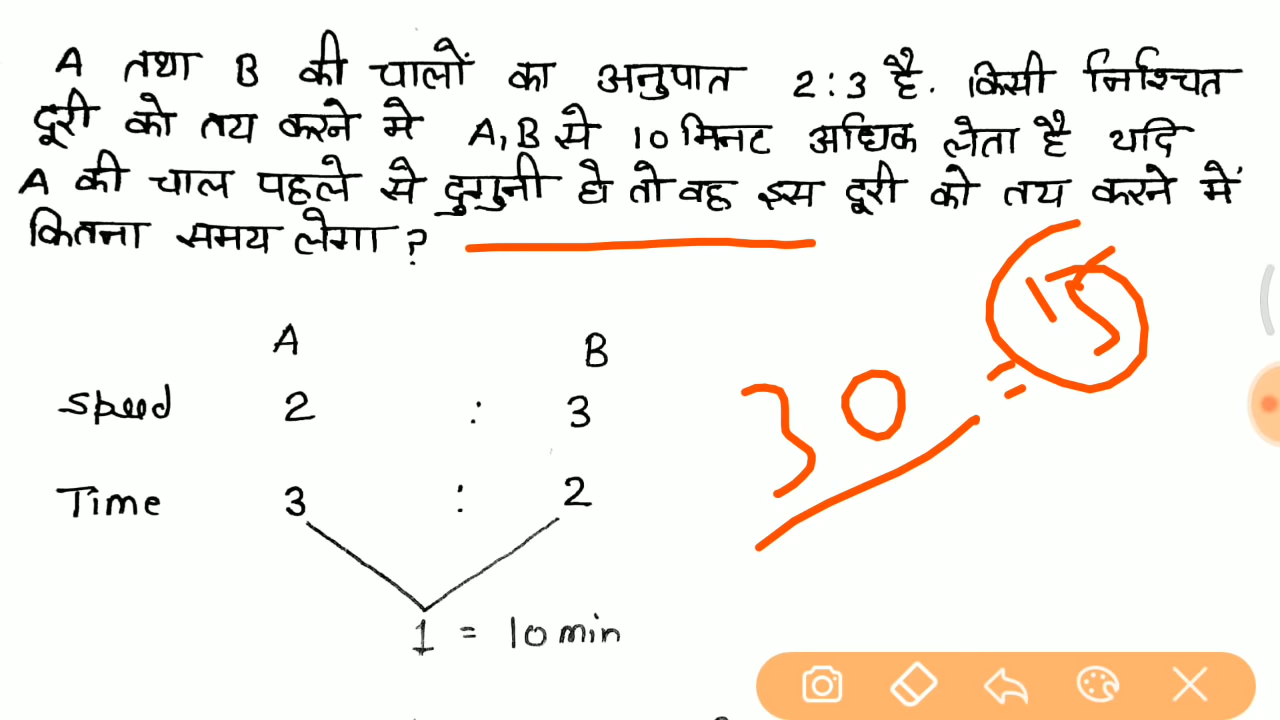 A तथा B की चालों का अनुपात 2:3 है. किसी निश्चित
दूरी को तय करने मे A,B से 10 मिनट अधिक लेता है यदि
A की चाल पहले से दुगुनी हो तो वह इस दूरी को तय करने में
कितना समय लेगा?
A B
Speed 2 : 3
Time 3 : 2
1 = 10 min
30 = 15